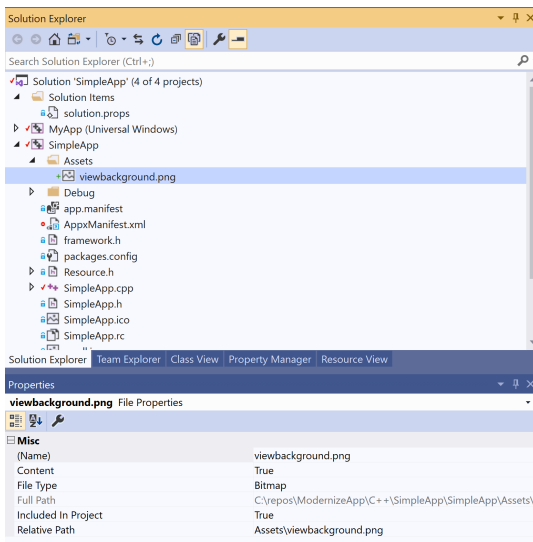 Solution Explorer
Search Solution Explorer (Ctrl+;)
Solution 'SimpleApp' (4 of 4 projects)
Solution Items
solution.props
MyApp (Universal Windows)
SimpleApp
Assets
viewbackground.png
Debug
app.manifest
AppxManifest.xml
framework.h
packages.config
Resource.h
SimpleApp.cpp
SimpleApp.h
SimpleApp.ico
SimpleApp.rc
Solution Explorer Team Explorer Class View Property Manager Resource View
Properties
viewbackground.png File Properties
Misc
(Name) viewbackground.png
Content True
File Type Bitmap
Full Path C:\repos\ModernizeApp\C++\SimpleApp\SimpleApp\Assets\
Included In Project True
Relative Path Assets\viewbackground.png